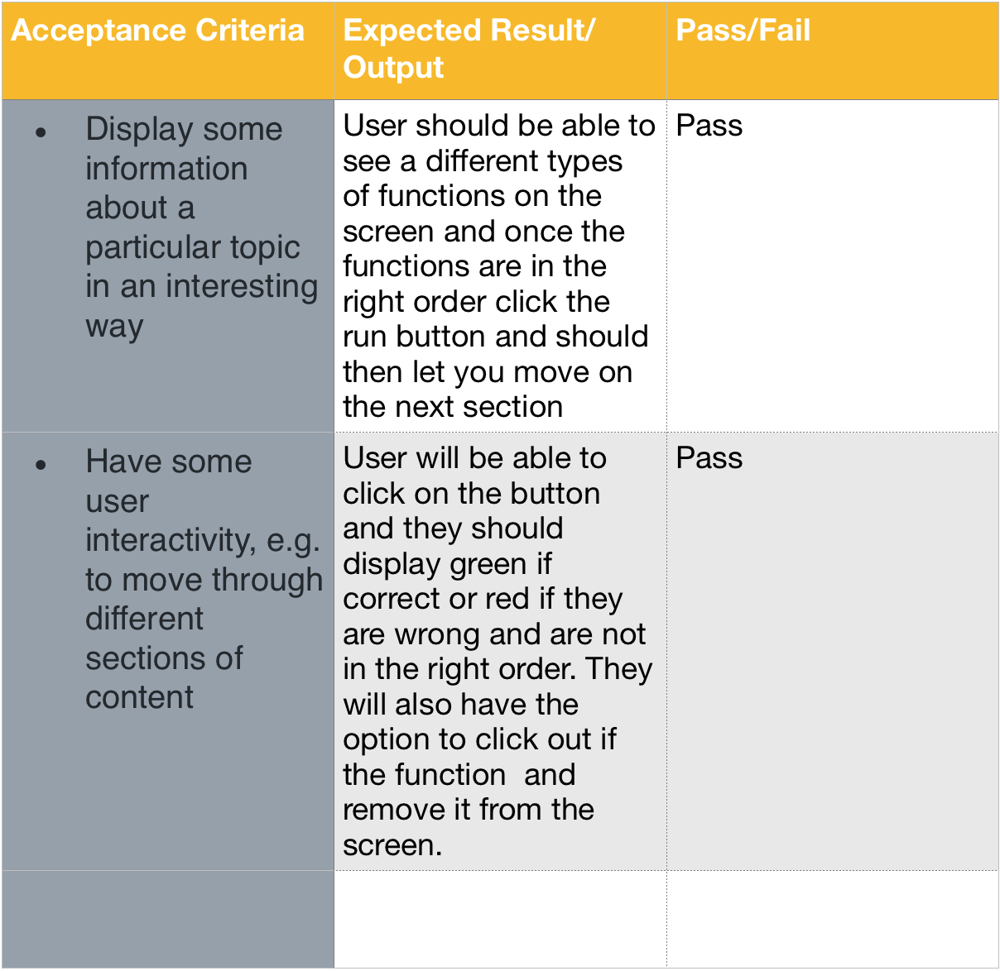 Acceptance Criteria
Expected Result/
Output
Pass/Fail
• Display some
information
about a
particular topic
in an interesting
way
User should be able to
see a different types
of functions on the
screen and once the
functions are in the
right order click the
run button and should
then let you move on
the next section
Pass
• Have some
user
interactivity, e.g.
to move through
different
sections of
content
User will be able to
click on the button
and they should
display green if
correct or red if they
are wrong and are not
in the right order. They
will also have the
option to click out if
the function  and
remove it from the
screen.
Pass